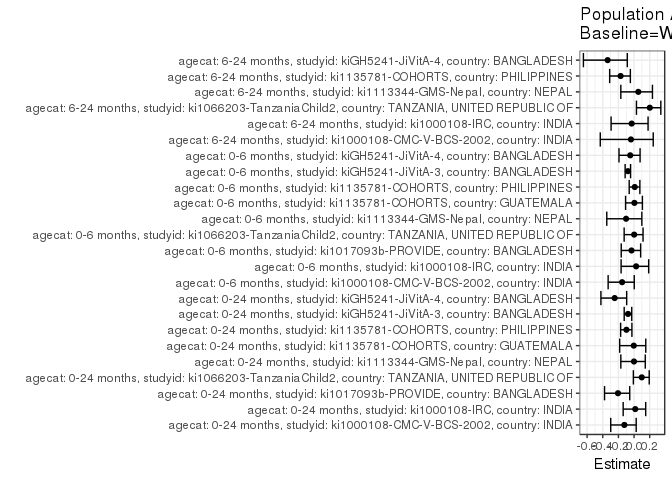 Population
Baseline=W
agecat: 6-24 months, studyid: kiGH5241-JiVitA-4, country: BANGLADESH
agecat: 6-24 months, studyid: ki1135781-COHORTS, country: PHILIPPINES
agecat: 6-24 months, studyid: ki1113344-GMS-Nepal, country: NEPAL
agecat: 6-24 months, studyid: ki1066203-TanzaniaChild2, country: TANZANIA, UNITED REPUBLIC OF
agecat: 6-24 months, studyid: ki1000108-IRC, country: INDIA
agecat: 6-24 months, studyid: ki1000108-CMC-V-BCS-2002, country: INDIA
agecat: 0-6 months, studyid: kiGH5241-JiVitA-4, country: BANGLADESH
agecat: 0-6 months, studyid: kiGH5241-JiVitA-3, country: BANGLADESH
agecat: 0-6 months, studyid: ki1135781-COHORTS, country: PHILIPPINES
agecat: 0-6 months, studyid: ki1135781-COHORTS, country: GUATEMALA
agecat: 0-6 months, studyid: ki1113344-GMS-Nepal, country: NEPAL
agecat: 0-6 months, studyid: ki1066203-TanzaniaChild2, country: TANZANIA, UNITED REPUBLIC OF
agecat: 0-6 months, studyid: ki1017093b-PROVIDE, country: BANGLADESH
agecat: 0-6 months, studyid: ki1000108-IRC, country: INDIA
agecat: 0-6 months, studyid: ki1000108-CMC-V-BCS-2002, country: INDIA
agecat: 0-24 months, studyid: kiGH5241-JiVitA-4, country: BANGLADESH
agecat: 0-24 months, studyid: kiGH5241-JiVitA-3, country: BANGLADESH
agecat: 0-24 months, studyid: ki1135781-COHORTS, country: PHILIPPINES
agecat: 0-24 months, studyid: ki1135781-COHORTS, country: GUATEMALA
agecat: 0-24 months, studyid: ki1113344-GMS-Nepal, country: NEPAL
agecat: 0-24 months, studyid: ki1066203-TanzaniaChild2, country: TANZANIA, UNITED REPUBLIC OF
agecat: 0-24 months, studyid: ki1017093b-PROVIDE, country: BANGLADESH
agecat: 0-24 months, studyid: ki1000108-IRC, country: INDIA
agecat: 0-24 months, studyid: ki1000108-CMC-V-BCS-2002, country: INDIA
-0.6 -0.4 -0.2 0.0 0.2
Estimate